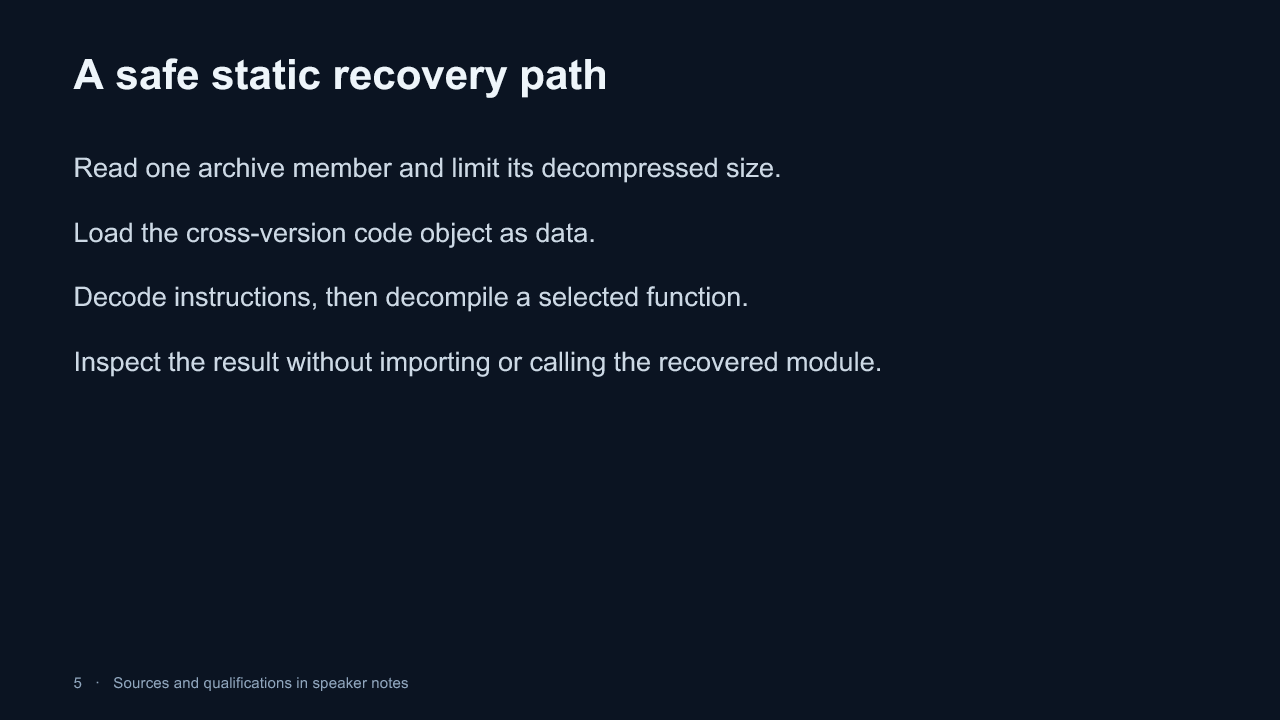 A safe static recovery path
Read one archive member and limit its decompressed size.
Load the cross-version code object as data.
Decode instructions, then decompile a selected function.
Inspect the result without importing or calling the recovered module.
5 · Sources and qualifications in speaker notes